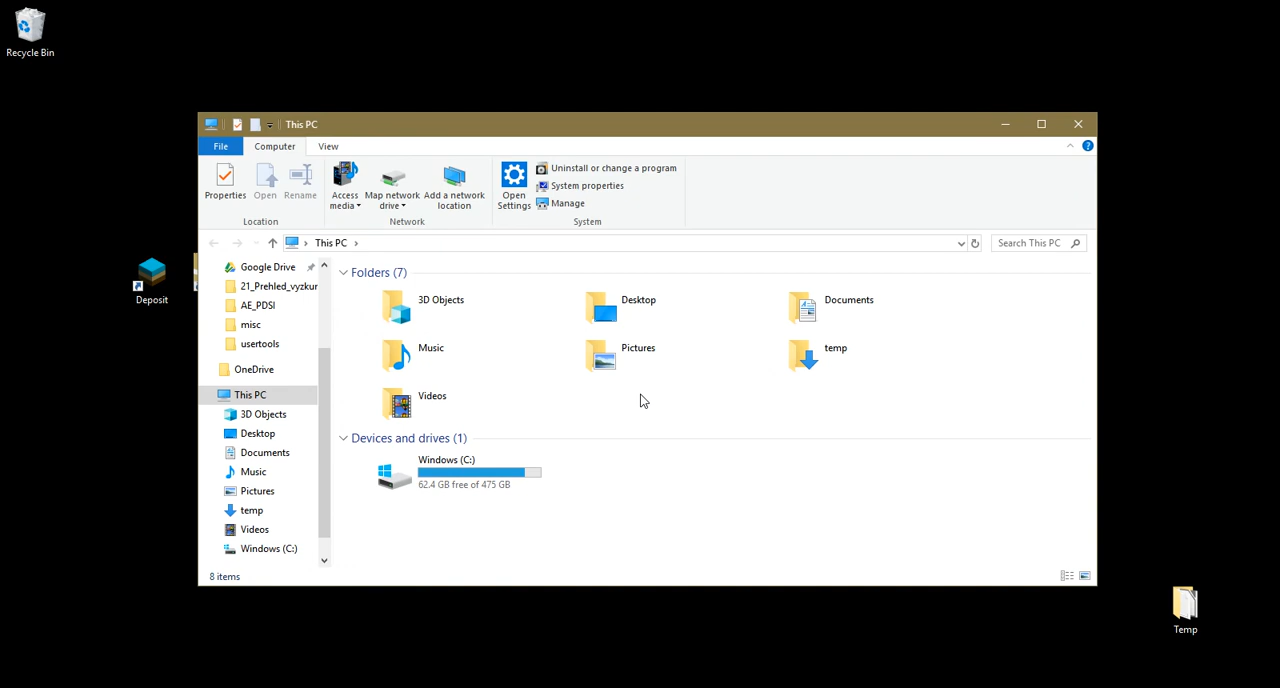 Recycle Bin
This PC
File
Computer
View
Properties
Open
Rename
Access media
Map network drive
Add a network location
Open Settings
Uninstall or change a program
System properties
Manage
Location
Network
System
This PC
Search This PC
Google Drive
21_Prehled_vyzkur
AE_PDSI
misc
usertools
OneDrive
This PC
3D Objects
Desktop
Documents
Music
Pictures
temp
Videos
Windows (C:)
Folders (7)
3D Objects
Desktop
Documents
Music
Pictures
temp
Videos
Devices and drives (1)
Windows (C:)
62.4 GB free of 475 GB
8 items
Deposit
Temp